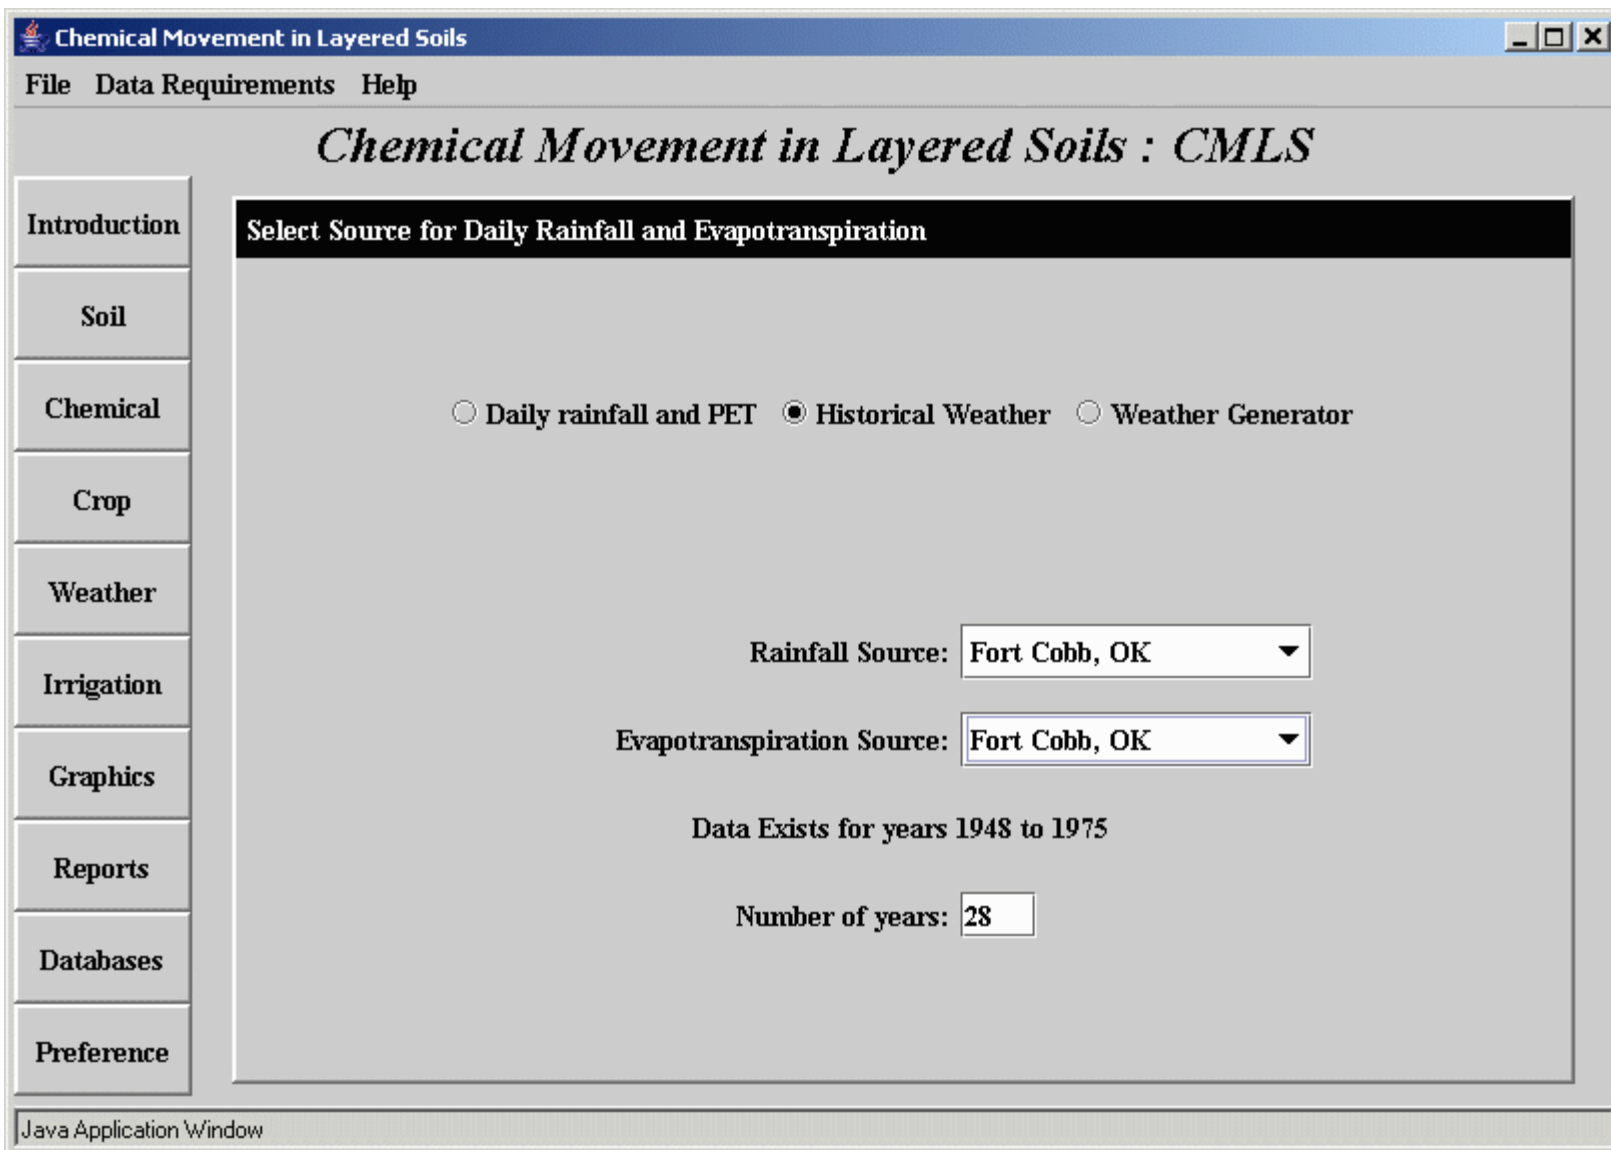 Chemical Movement in Layered Soils
File Data Requirements Help
Chemical Movement in Layered Soils : CMLS
Introduction
Soil
Chemical
Crop
Weather
Irrigation
Graphics
Reports
Databases
Preference
Select Source for Daily Rainfall and Evapotranspiration
Daily rainfall and PET Historical Weather Weather Generator
Rainfall Source: Fort Cobb, OK
Evapotranspiration Source: Fort Cobb, OK
Data Exists for years 1948 to 1975
Number of years: 28
Java Application Window